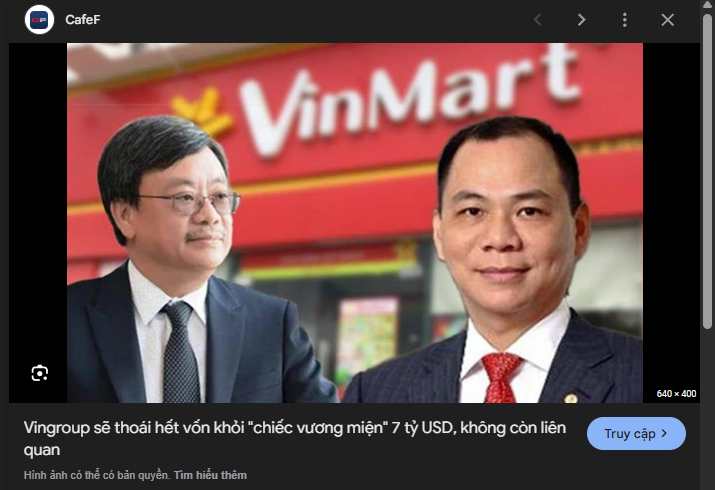 CafeF
VinMart
640 × 400
Vingroup sẽ thoái hết vốn khỏi "chiếc vương miện" 7 tỷ USD, không còn liên
quan
Truy cập
Hình ảnh có thể có bản quyền. Tìm hiểu thêm